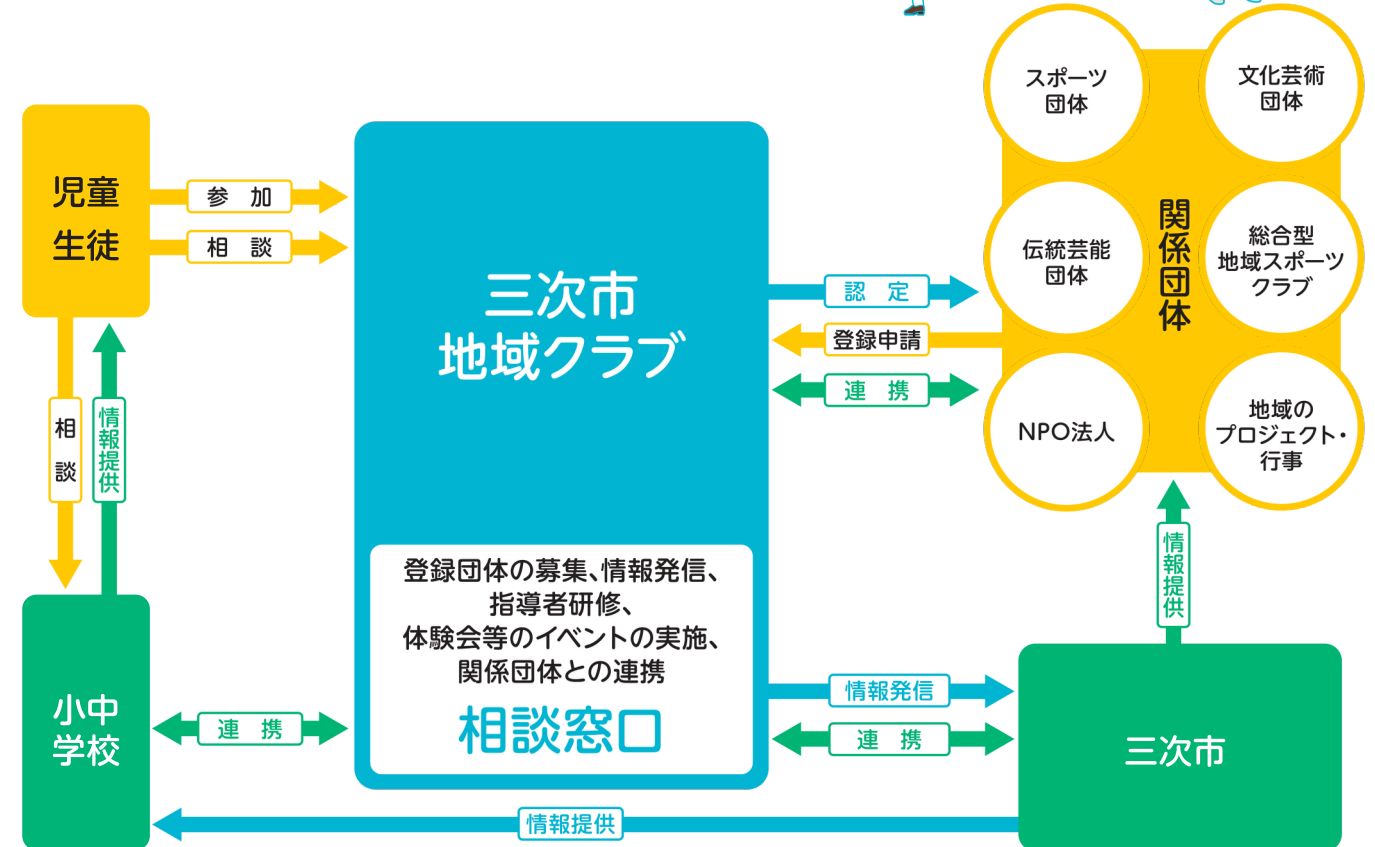 児童
生徒
参 加
相 談
相談
情報提供
小中
学校
連 携
三次市
地域クラブ
登録団体の募集、情報発信、
指導者研修、
体験会等のイベントの実施、
関係団体との連携
相談窓口
認 定
登録申請
連 携
スポーツ
団体
文化芸術
団体
伝統芸能
団体
関係団体
総合型
地域スポーツ
クラブ
NPO法人
地域の
プロジェクト・
行事
情報提供
情報発信
連 携
三次市
情報提供